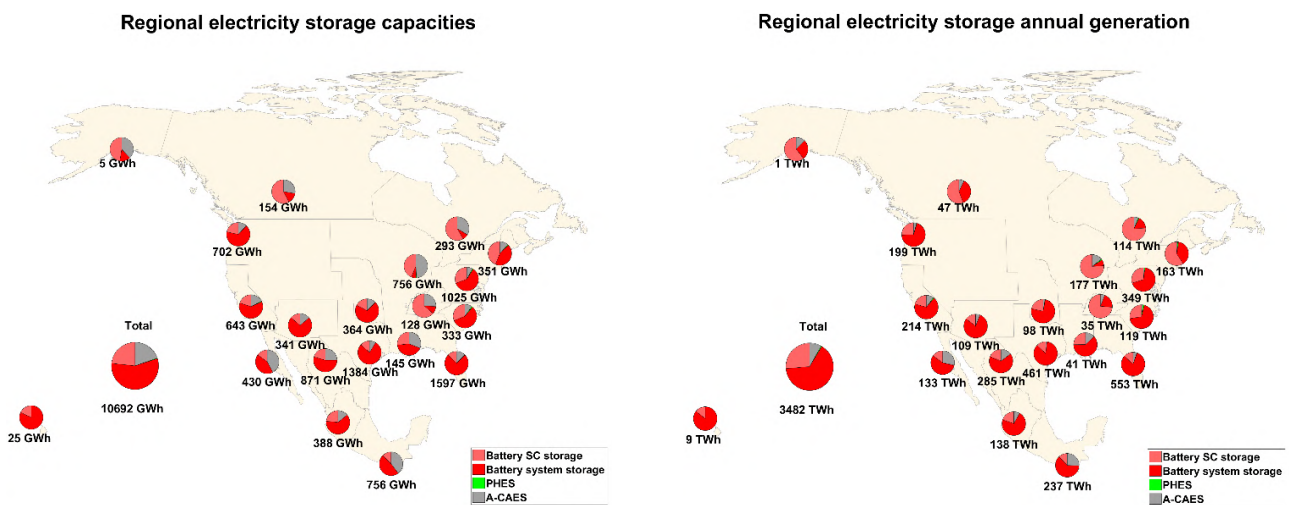 Regional electricity storage capacities
5 GWh
154 GWh
702 GWh
293 GWh
351 GWh
756 GWh
1025 GWh
643 GWh
364 GWh
128 GWh
333 GWh
Total
341 GWh
145 GWh
430 GWh
871 GWh
1384 GWh
1597 GWh
10692 GWh
25 GWh
388 GWh
756 GWh
Battery SC storage
Battery system storage
PHES
A-CAES
Regional electricity storage annual generation
1 TWh
47 TWh
199 TWh
114 TWh
163 TWh
177 TWh
349 TWh
214 TWh
98 TWh
35 TWh
119 TWh
Total
109 TWh
41 TWh
133 TWh
285 TWh
461 TWh
553 TWh
3482 TWh
9 TWh
138 TWh
237 TWh
Battery SC storage
Battery system storage
PHES
A-CAES